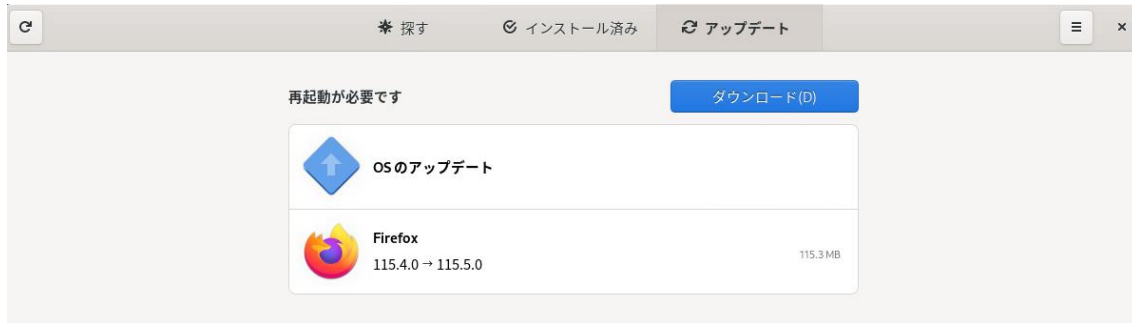 探す インストール済み アップデート
再起動が必要です ダウンロード(D)
OSのアップデート
Firefox
115.4.0 → 115.5.0
115.3 MB